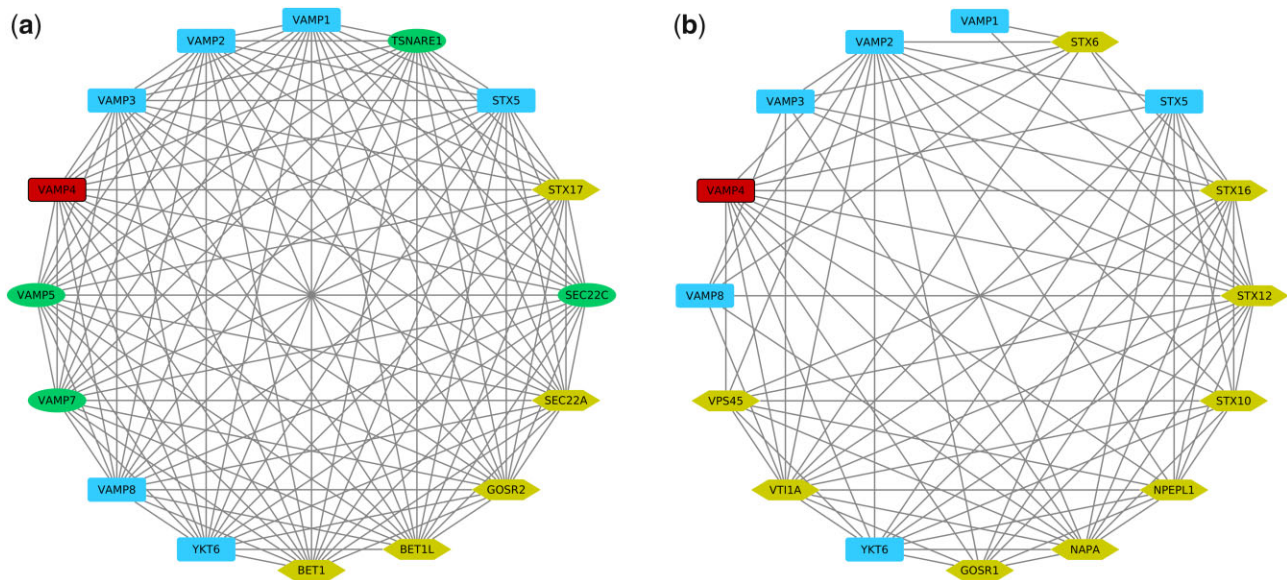 (a)
VAMP1
VAMP2
TSNARE1
VAMP3
STX5
VAMP4
STX17
VAMP5
SEC22C
VAMP7
SEC22A
VAMP8
GOSR2
YKT6
BET1L
BET1
(b)
VAMP1
VAMP2
STX6
VAMP3
STX5
VAMP4
STX16
VAMP8
STX12
VPS45
STX10
VTI1A
NPEPL1
YKT6
NAPA
GOSR1